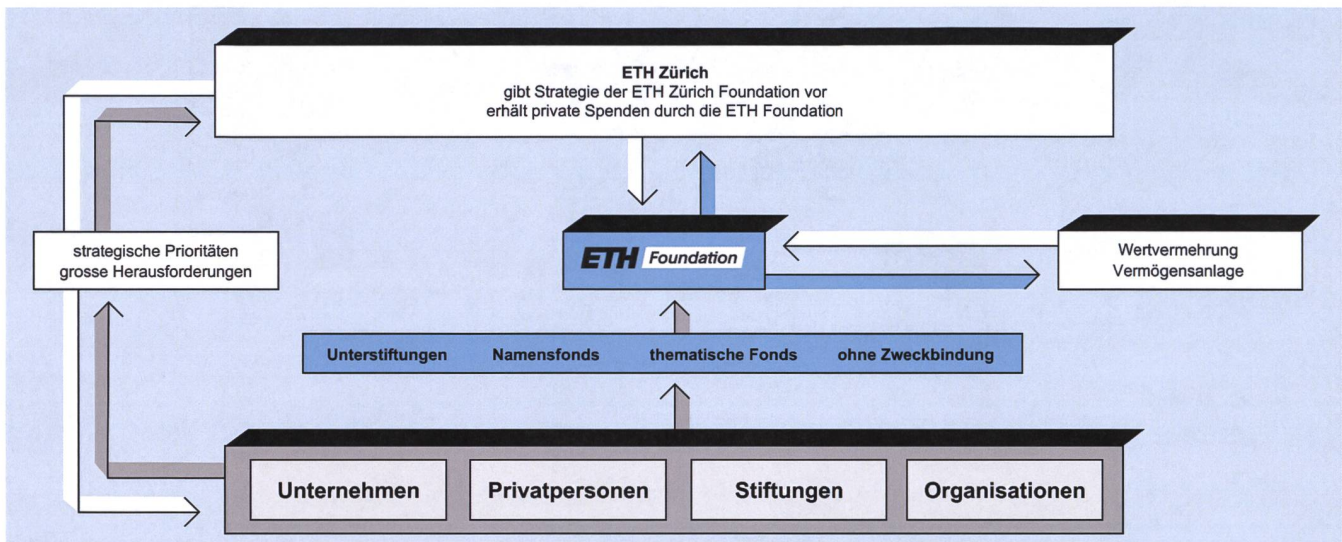 ETH Zürich
gibt Strategie der ETH Zürich Foundation vor
erhält private Spenden durch die ETH Foundation
strategische Prioritäten
grosse Herausforderungen
ETH Foundation
Wertvermehrung
Vermögensanlage
Unterstiftungen Namensfonds thematische Fonds ohne Zweckbindung
Unternehmen Privatpersonen Stiftungen Organisationen